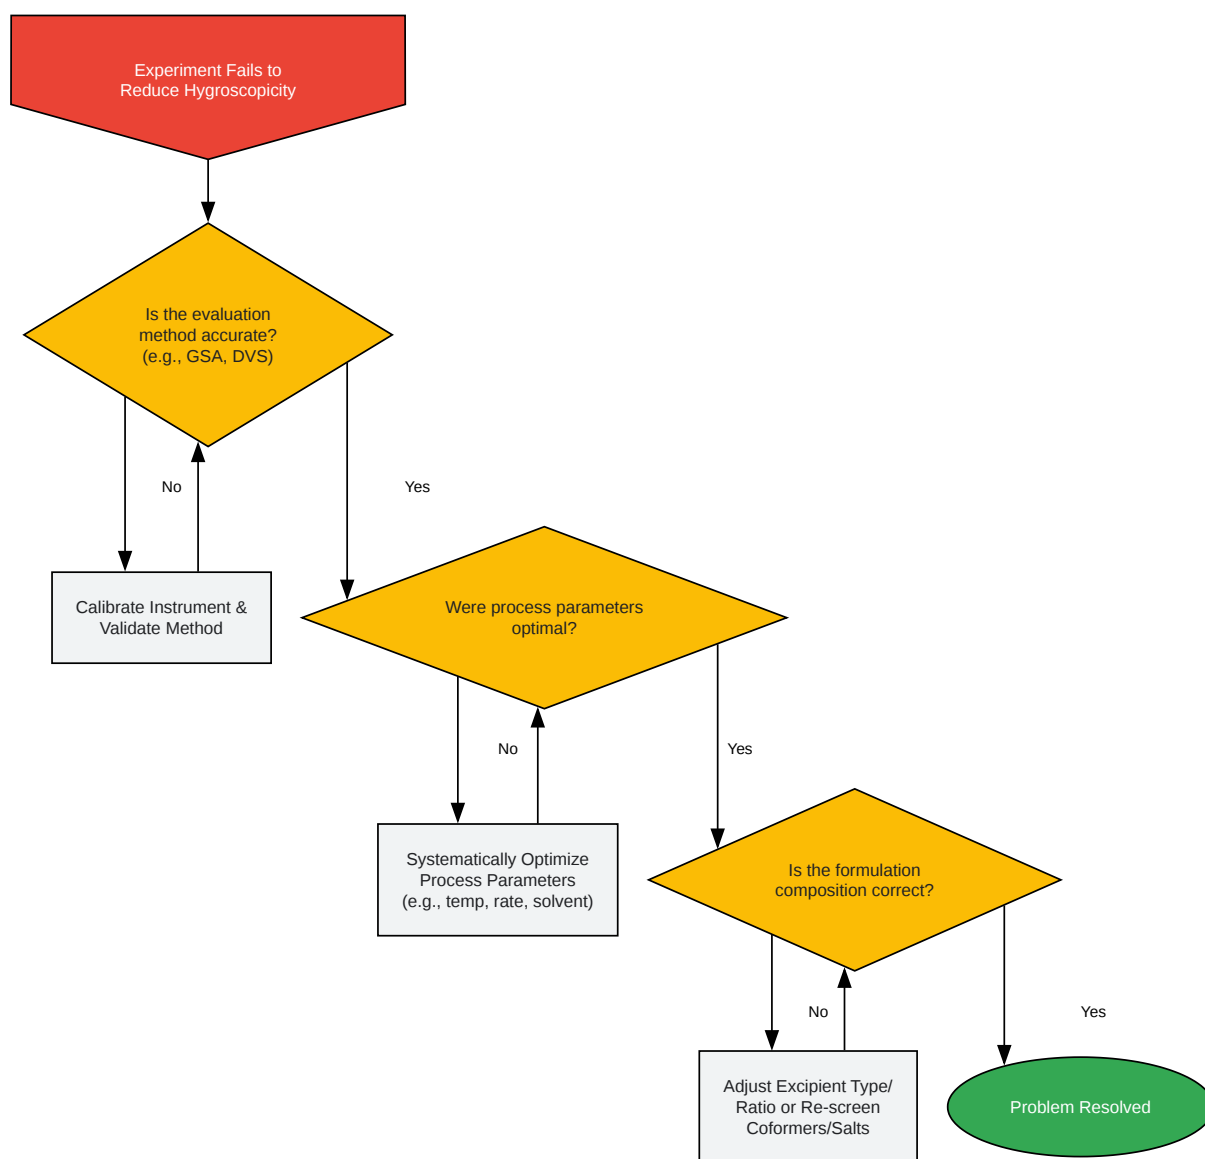 Experiment Fails to
Reduce Hygroscopicity
Is the evaluation
method accurate?
(e.g., GSA, DVS)
No
Yes
Calibrate Instrument &
Validate Method
Were process parameters
optimal?
No
Yes
Systematically Optimize
Process Parameters
(e.g., temp, rate, solvent)
Is the formulation
composition correct?
No
Yes
Adjust Excipient Type/
Ratio or Re-screen
Coformers/Salts
Problem Resolved